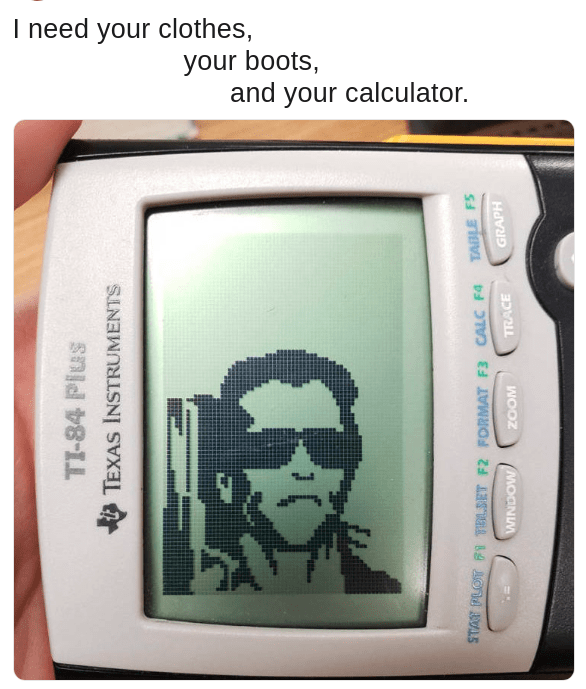 I need your clothes,
your boots,
and your calculator.
TI-84 Plus
TEXAS INSTRUMENTS
STAT PLOT F1 TBLSET F2 FORMAT F3 CALC F4 TABLE F5
Y= WINDOW ZOOM TRACE GRAPH